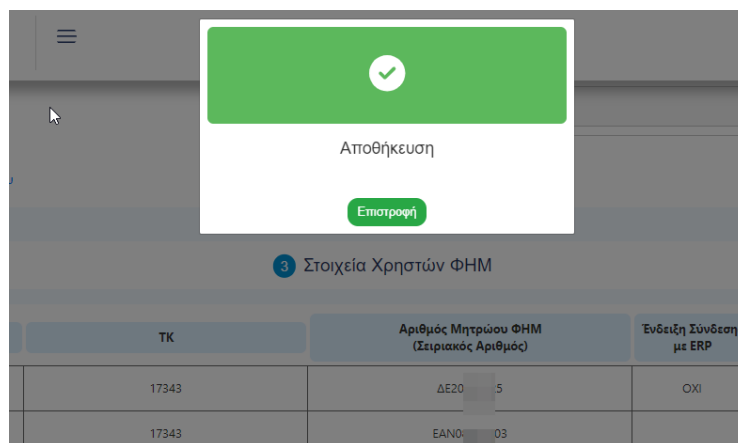 Αποθήκευση
Επιστροφή
3 Στοιχεία Χρηστών ΦΗΜ
ΤΚ
Αριθμός Μητρώου ΦΗΜ
(Σειριακός Αριθμός)
Ένδειξη Σύνδεση
με ERP
17343
ΟΧΙ
17343